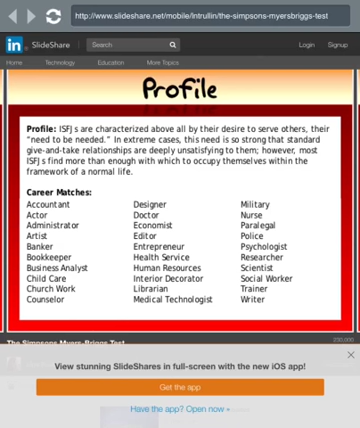 http://www.slideshare.net/mobile/lntrullin/the-simpsons-myersbriggs-test
in SlideShare Search Login Signup
Home Technology Education More Topics
Profile
Profile: ISFJs are characterized above all by their desire to serve others, their
"need to be needed." In extreme cases, this need is so strong that standard
give-and-take relationships are deeply unsatisfying to them; however, most
ISFJs find more than enough with which to occupy themselves within the
framework of a normal life.
Career Matches:
Accountant Designer Military
Actor Doctor Nurse
Administrator Economist Paralegal
Artist Editor Police
Banker Entrepreneur Psychologist
Bookkeeper Health Service Researcher
Business Analyst Human Resources Scientist
Child Care Interior Decorator Social Worker
Church Work Librarian Trainer
Counselor Medical Technologist Writer
The Simpsons Myers-Briggs Test
View stunning SlideShares in full-screen with the new iOS app!
Get the app
Have the app? Open now